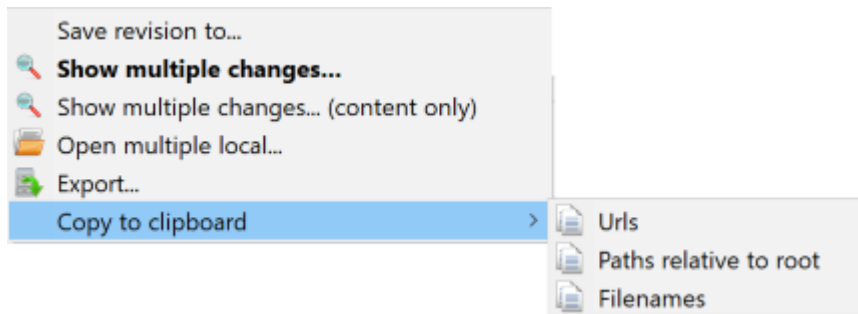 Save revision to...
Show multiple changes...
Show multiple changes... (content only)
Open multiple local...
Export...
Copy to clipboard
Urls
Paths relative to root
Filenames